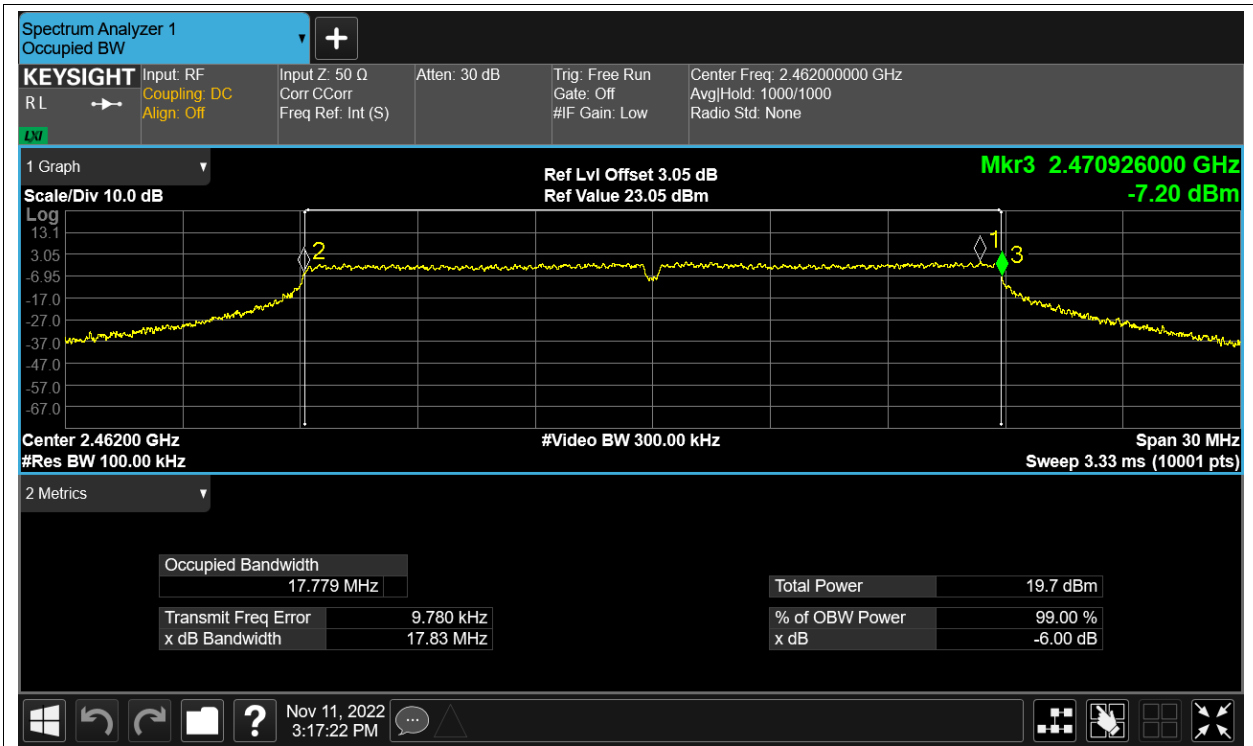 Spectrum Analyzer 1
Occupied BW
KEYSIGHT
R L
LXI
Input: RF
Coupling: DC
Align: Off
Input Z: 50 Ω
Corr CCorr
Freq Ref: Int (S)
Atten: 30 dB
Trig: Free Run
Gate: Off
#IF Gain: Low
Center Freq: 2.462000000 GHz
Avg|Hold: 1000/1000
Radio Std: None
1 Graph
Scale/Div 10.0 dB
Ref Lvl Offset 3.05 dB
Ref Value 23.05 dBm
Mkr3 2.470926000 GHz
-7.20 dBm
Log
13.1
3.05
-6.95
-17.0
-27.0
-37.0
-47.0
-57.0
-67.0
2
1
3
Center 2.46200 GHz
#Video BW 300.00 kHz
Span 30 MHz
#Res BW 100.00 kHz
Sweep 3.33 ms (10001 pts)
2 Metrics
Occupied Bandwidth
17.779 MHz
Transmit Freq Error 9.780 kHz
x dB Bandwidth 17.83 MHz
Total Power 19.7 dBm
% of OBW Power 99.00 %
x dB -6.00 dB
?
Nov 11, 2022
3:17:22 PM